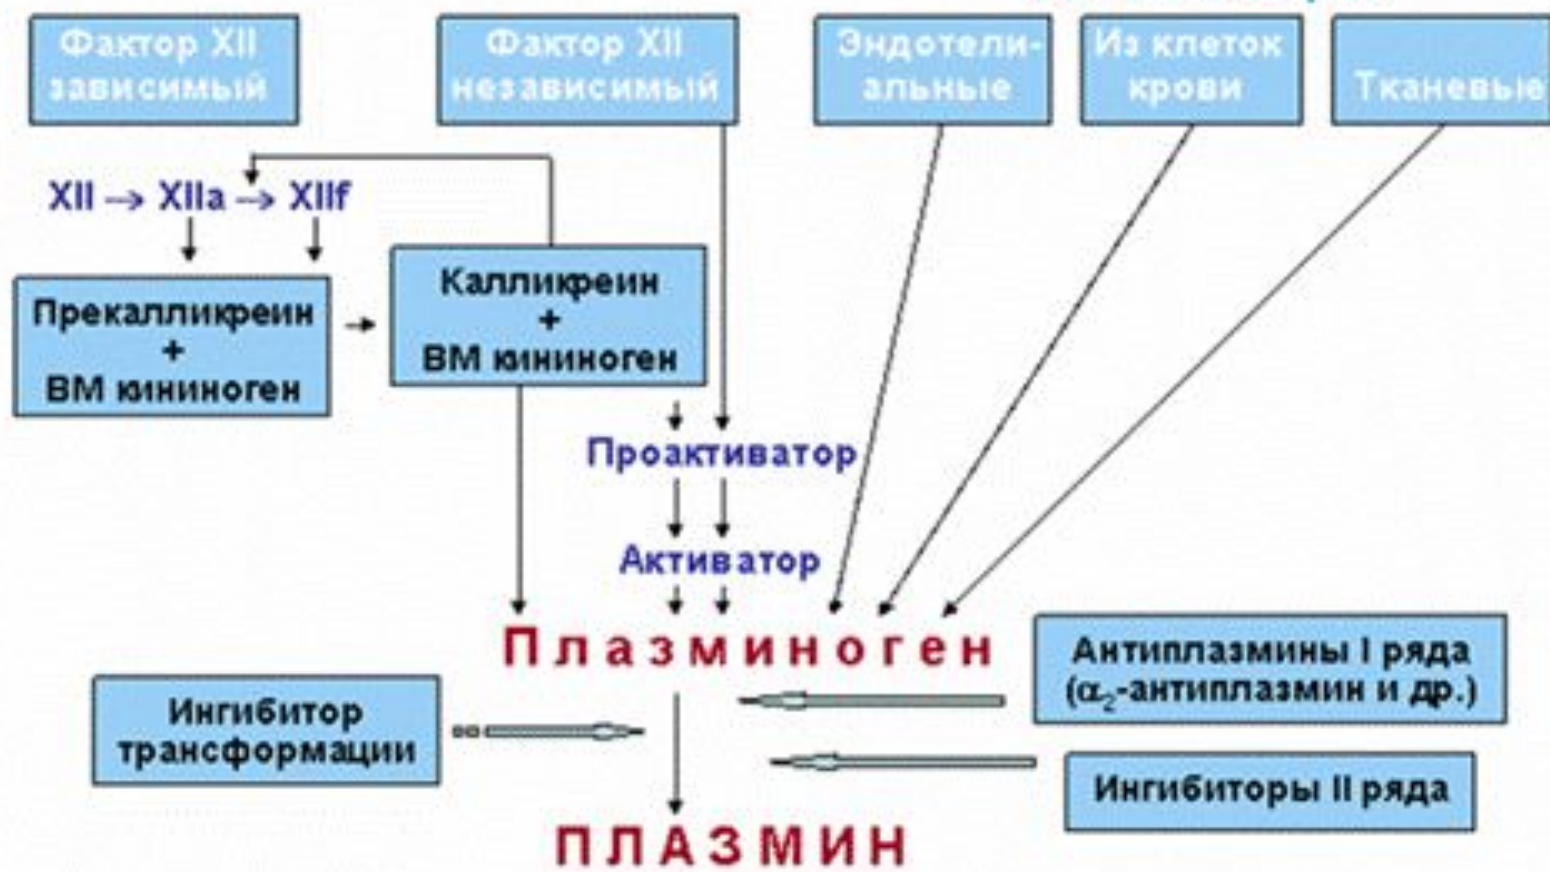 Фактор XII
зависимый
Фактор XII
независимый
Эндотели-
альные
Из клеток
крови
Тканевые
XII → XIIa → XIIf
Прекалликреин
+
ВМ кининоген
Калликреин
+
ВМ кининоген
Проактиватор
Активатор
Плазминоген
Антиплазмины I ряда
(α₂-антиплазмин и др.)
Ингибитор
трансформации
Ингибиторы II ряда
ПЛАЗМИН